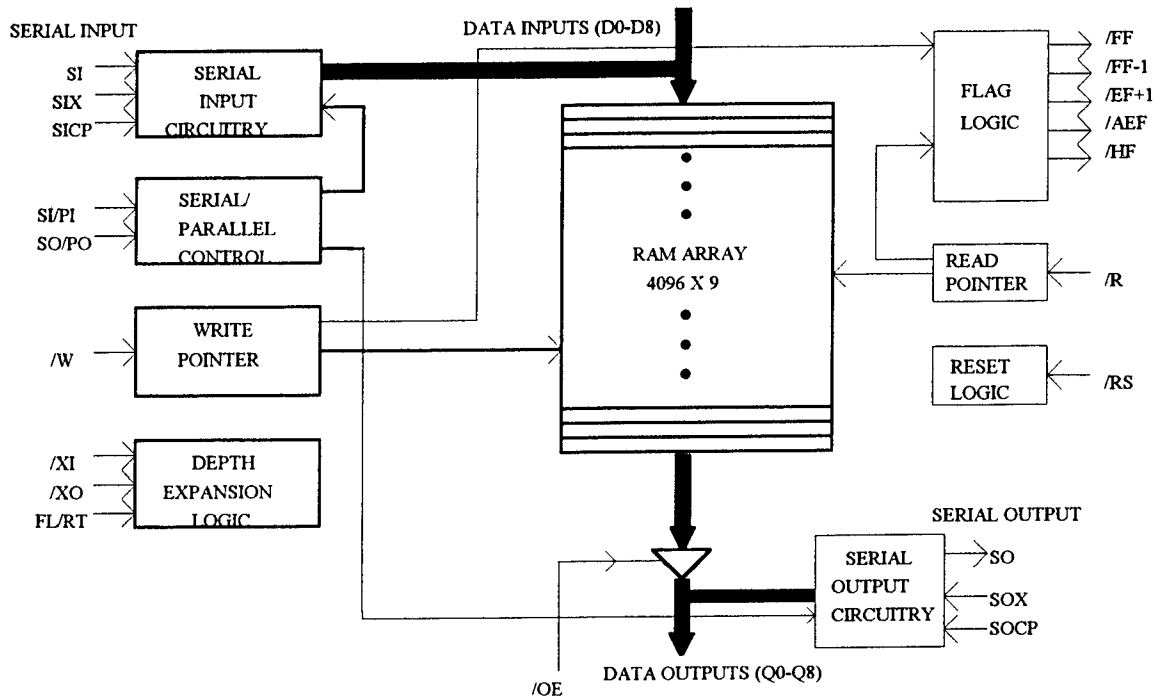 SERIAL INPUT
SI
SIX
SICP
SERIAL
INPUT
CIRCUITRY
DATA INPUTS (D0-D8)
FLAG
LOGIC
/FF
/FF-1
/EF+1
/AEF
/HF
SI/PI
SO/PO
SERIAL/
PARALLEL
CONTROL
RAM ARRAY
4096 X 9
READ
POINTER
/R
/W
WRITE
POINTER
RESET
LOGIC
/RS
/XI
/XO
FL/RT
DEPTH
EXPANSION
LOGIC
SERIAL OUTPUT
SERIAL
OUTPUT
CIRCUITRY
SO
SOX
SOCP
/OE
DATA OUTPUTS (Q0-Q8)